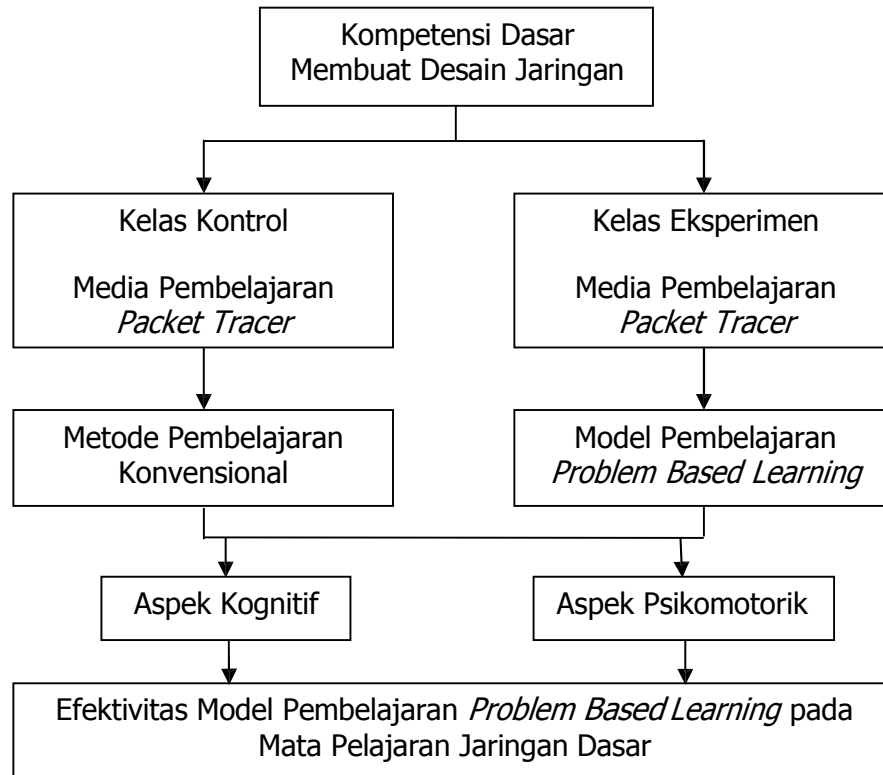 Kompetensi Dasar
Membuat Desain Jaringan
Kelas Kontrol
Media Pembelajaran
Packet Tracer
Kelas Eksperimen
Media Pembelajaran
Packet Tracer
Metode Pembelajaran
Konvensional
Model Pembelajaran
Problem Based Learning
Aspek Kognitif
Aspek Psikomotorik
Efektivitas Model Pembelajaran Problem Based Learning pada
Mata Pelajaran Jaringan Dasar